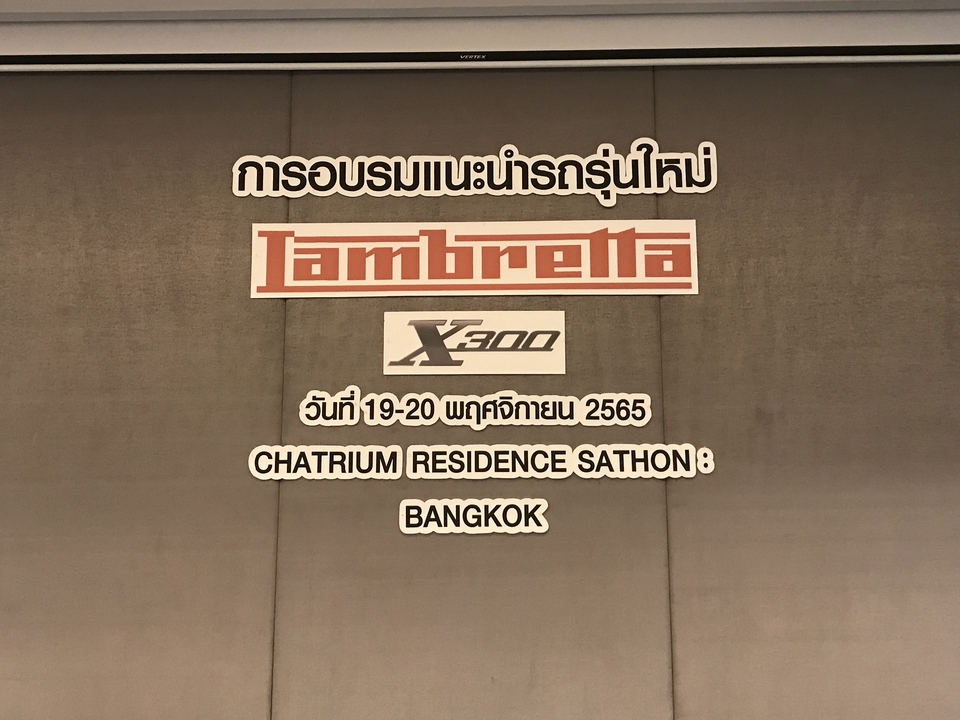 VERTEX
การอบรมแนะนำรถรุ่นใหม่
Lambretta
X300
วันที่ 19-20 พฤศจิกายน 2565
CHATRIUM RESIDENCE SATHON :
BANGKOK